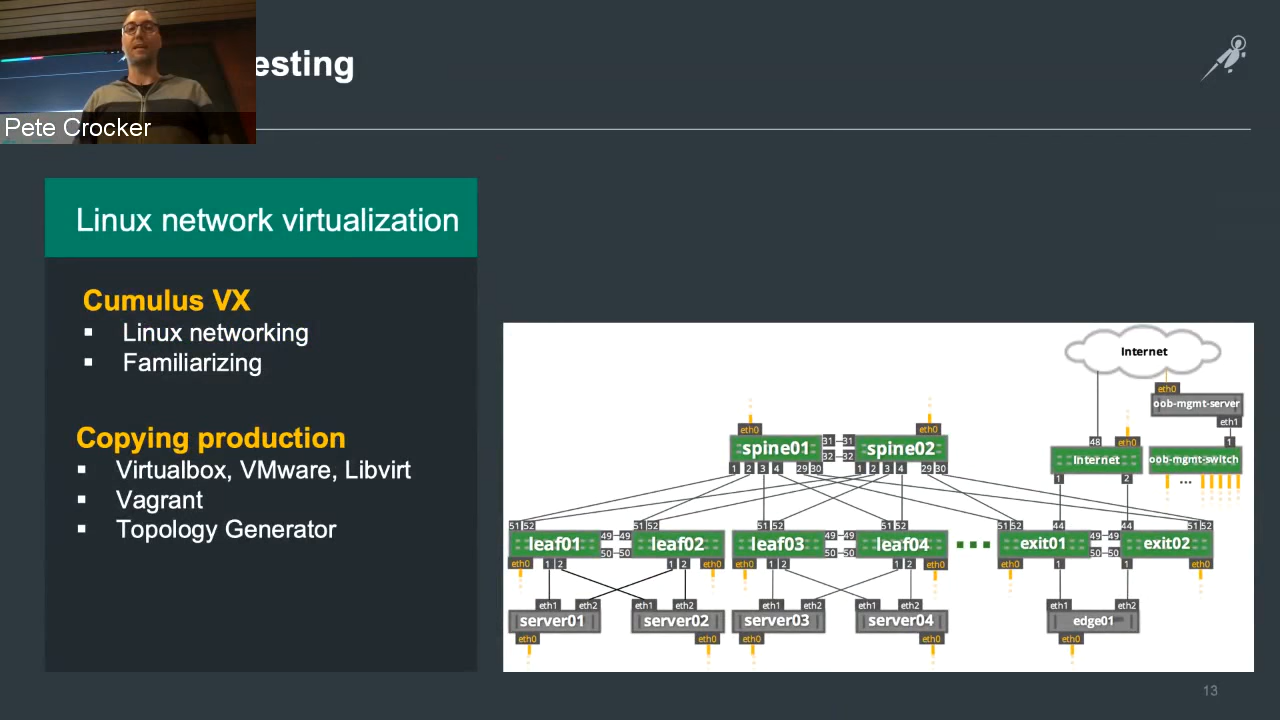 esting
Pete Crocker
Linux network virtualization
Cumulus VX
▪ Linux networking
▪ Familiarizing
Copying production
▪ Virtualbox, VMware, Libvirt
▪ Vagrant
▪ Topology Generator
Internet
eth0
oob-mgmt-server
eth1
eth0 eth0 48 eth0 1
spine01 31 31 spine02 Internet oob-mgmt-switch
32 32
1 2 3 4 29 30 1 2 3 4 29 30 1 2 ...
51 52 51 52 51 52 51 52 51 52 44 44 51 52
leaf01 49 49 leaf02 leaf03 49 49 leaf04 exit01 49 49 exit02
50 50 50 50 50 50
eth0 1 2 1 2 eth0 eth0 1 2 1 2 eth0 eth0 1 1 eth0
eth1 eth2 eth1 eth2 eth1 eth2 eth1 eth2 eth1 eth2
server01 server02 server03 server04 edge01
eth0 eth0 eth0 eth0 eth0
13